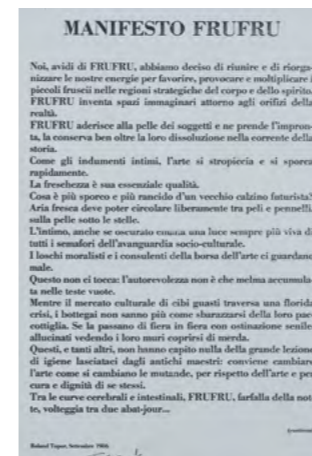 MANIFESTO FRUFRU
Noi, avidi di FRUFRU, abbiamo deciso di riunire e di riorga-
nizzare le nostre energie per favorire, provocare e moltiplicare i
piccoli fruscii nelle regioni strategiche del corpo e dello spirito.
FRUFRU inventa spazi immaginari attorno agli orifizi della
realtà.
FRUFRU aderisce alla pelle dei soggetti e ne prende l'impron-
ta, la conserva ben oltre la loro dissoluzione nella corrente della
storia.
Come gli indumenti intimi, l'arte si stropiccia e si sporca
rapidamente.
La freschezza è sua essenziale qualità.
Cosa è più sporco e più rancido d'un vecchio calzino futurista?
Aria fresca deve poter circolare liberamente tra peli e pennelli
sulla pelle sotto le stelle.
L'intimo, anche se oscurato emana una luce sempre più viva di
tutti i semafori dell'avanguardia socio-culturale.
I loschi moralisti e i consulenti della borsa dell'arte ci guardano
male.
Questo non ci tocca: l'autorevolezza non è che melma accumula-
ta nelle teste vuote.
Mentre il mercato culturale di cibi guasti traversa una florida
crisi, i bottegai non sanno più come sbarazzarsi della loro pac-
cottiglia. Se la passano di fiera in fiera con ostinazione senile
allucinati vedendo i loro muri coprirsi di merda.
Questi, e tanti altri, non hanno capito nulla della grande lezione
di igiene lasciataci dagli antichi maestri: conviene cambiare
l'arte come si cambiano le mutande, per rispetto dell'arte e per
cura e dignità di se stessi.
Tra le curve cerebrali e intestinali, FRUFRU, farfalla della not-
te, volteggia tra due abat-jour...
Roland Topor, Settembre